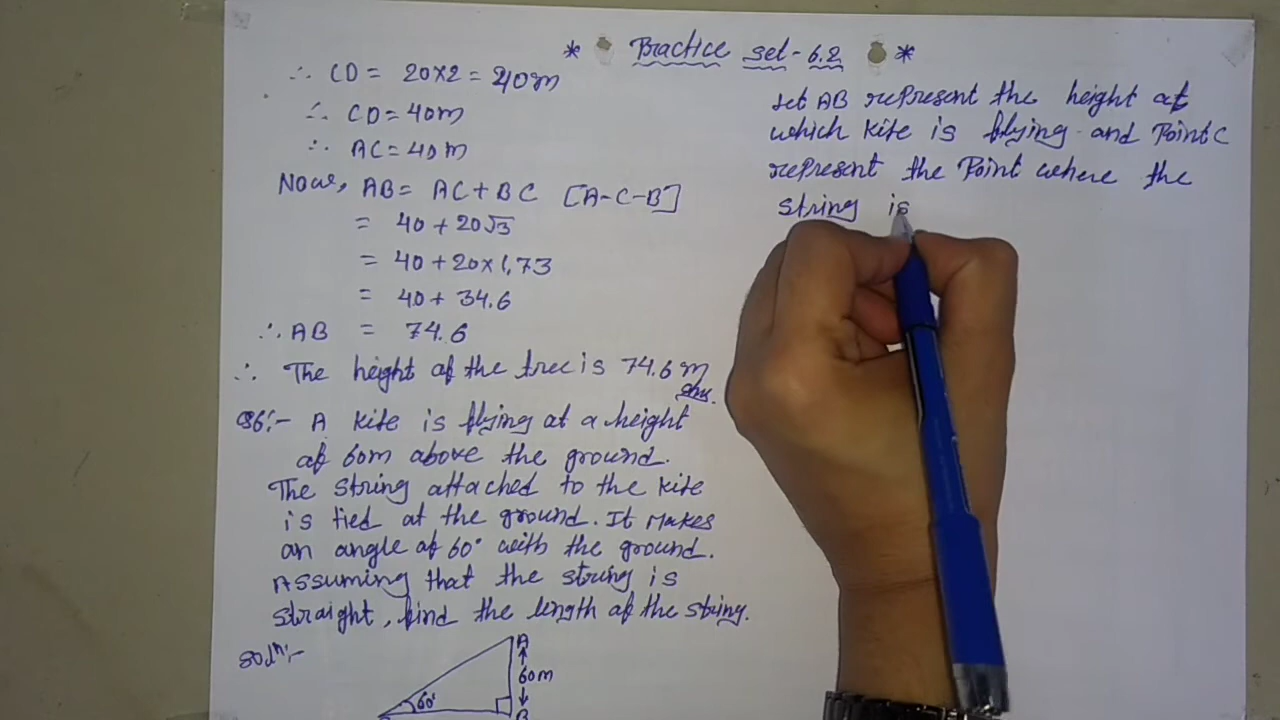 * Practice set-6.2 *
∴ CD = 20×2 = 40m
∴ CD = 40m
∴ AC = 40m
Now, AB = AC + BC [A-C-B]
= 40 + 20√3
= 40 + 20×1.73
= 40 + 34.6
∴ AB = 74.6
∴ The height of the tree is 74.6 m
Ans.
Q6:- A kite is flying at a height
of 60m above the ground.
The string attached to the kite
is tied at the ground. It makes
an angle of 60° with the ground.
Assuming that the string is
straight, find the length of the string.
Soln:-
A
60m
60°
B
Let AB represent the height at
which kite is flying and Point C
represent the Point where the
string is